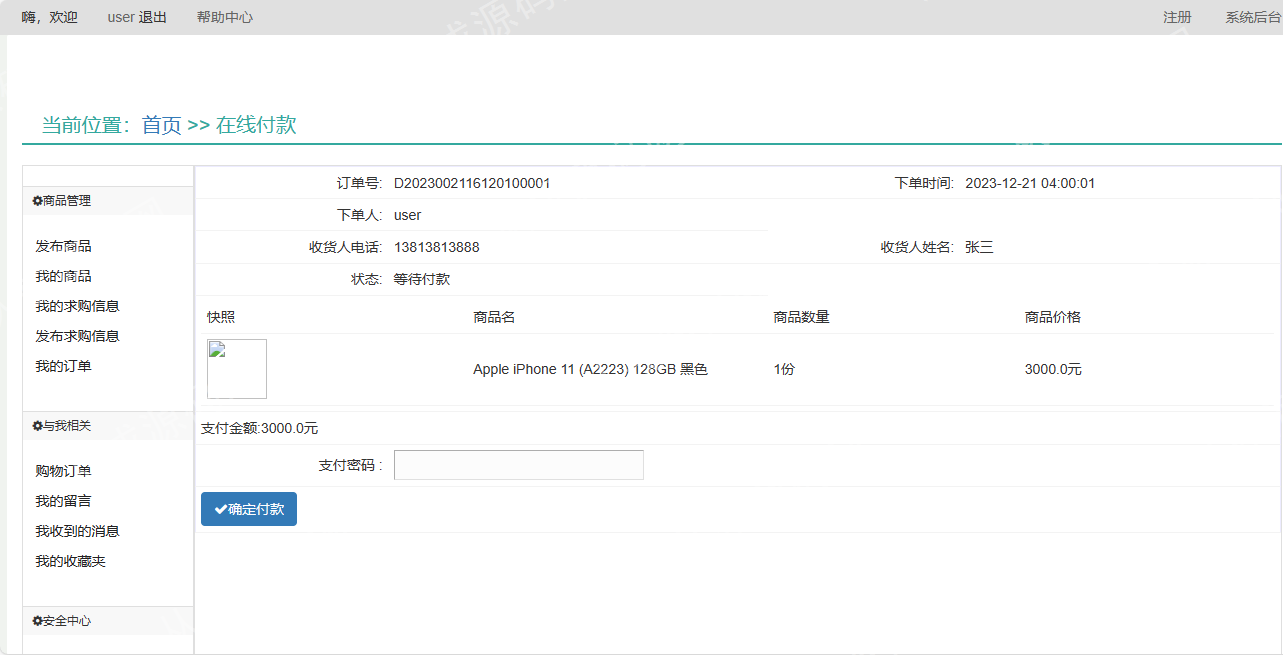 嗨，欢迎 user 退出 帮助中心 注册 系统后台
当前位置：首页 >> 在线付款
商品管理
发布商品
我的商品
我的求购信息
发布求购信息
我的订单
与我相关
购物订单
我的留言
我收到的消息
我的收藏夹
安全中心
订单号: D2023002116120100001 下单时间: 2023-12-21 04:00:01
下单人: user
收货人电话: 13813813888 收货人姓名: 张三
状态: 等待付款
快照 商品名 商品数量 商品价格
Apple iPhone 11 (A2223) 128GB 黑色 1份 3000.0元
支付金额:3000.0元
支付密码 :
确定付款